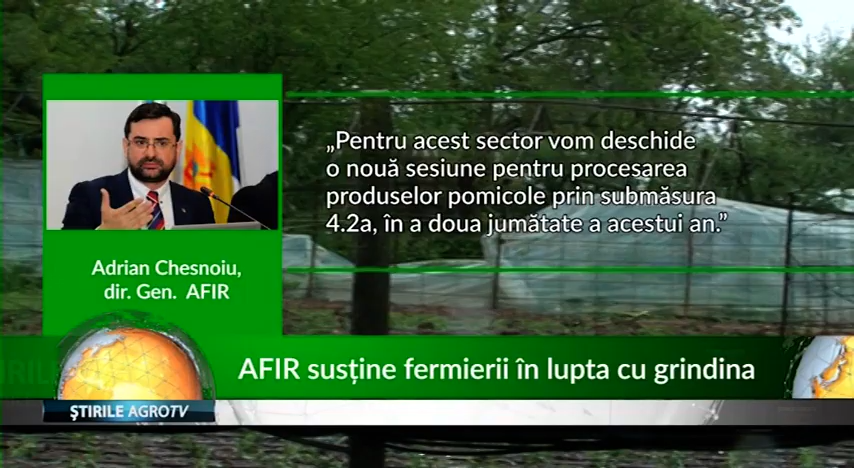 „Pentru acest sector vom deschide
o nouă sesiune pentru procesarea
produselor pomicole prin submăsura
4.2a, în a doua jumătate a acestui an.”
Adrian Chesnoiu,
dir. Gen. AFIR
AFIR susține fermierii în lupta cu grindina
ȘTIRILE AGROTV